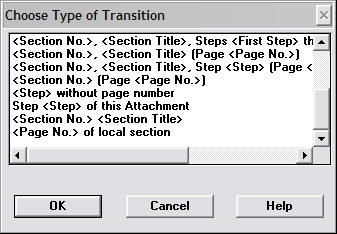 Choose Type of Transition
<Section No.>, <Section Title>, Steps <First Step> th
<Section No.>, <Section Title> (Page <Page No.>)
<Section No.>, <Section Title>, Step <Step> (Page <
<Section No.> (Page <Page No.>)
<Step> without page number
Step <Step> of this Attachment
<Section No.> <Section Title>
<Page No.> of local section
OK
Cancel
Help